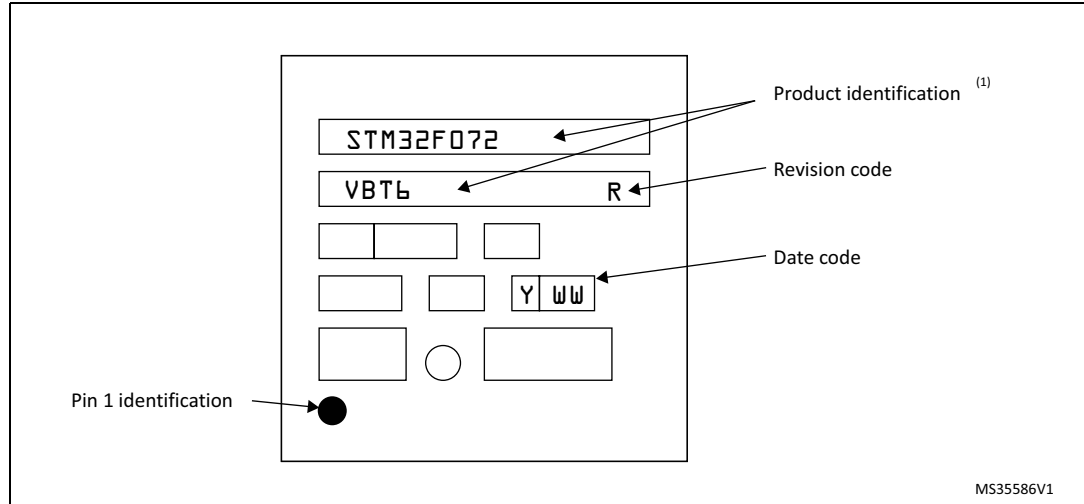 Product identification (1)
STM32F072
Revision code
VBT6 R
Date code
Y WW
Pin 1 identification
MS35586V1